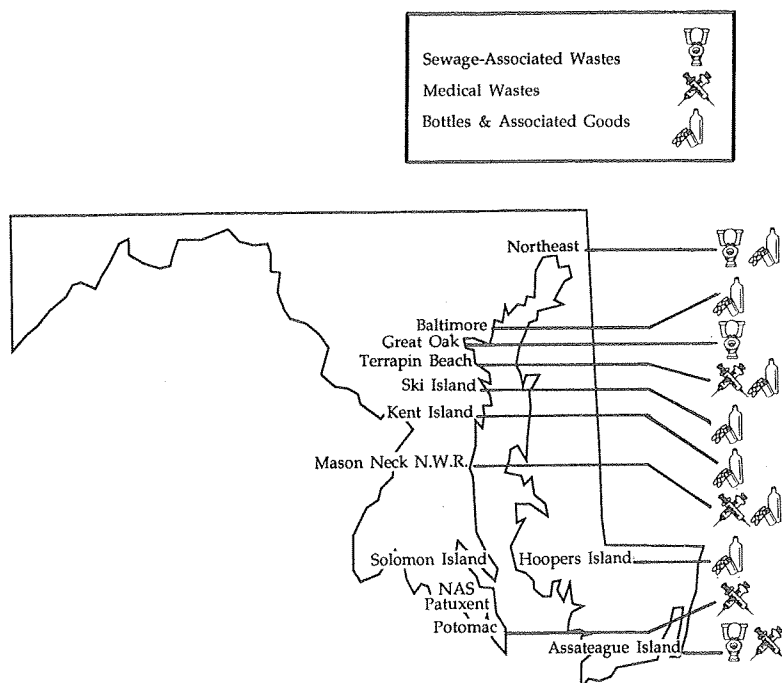 Sewage-Associated Wastes
Medical Wastes
Bottles & Associated Goods
Northeast
Baltimore
Great Oak
Terrapin Beach
Ski Island
Kent Island
Mason Neck N.W.R.
Solomon Island
Hoopers Island
NAS
Patuxent
Potomac
Assateague Island